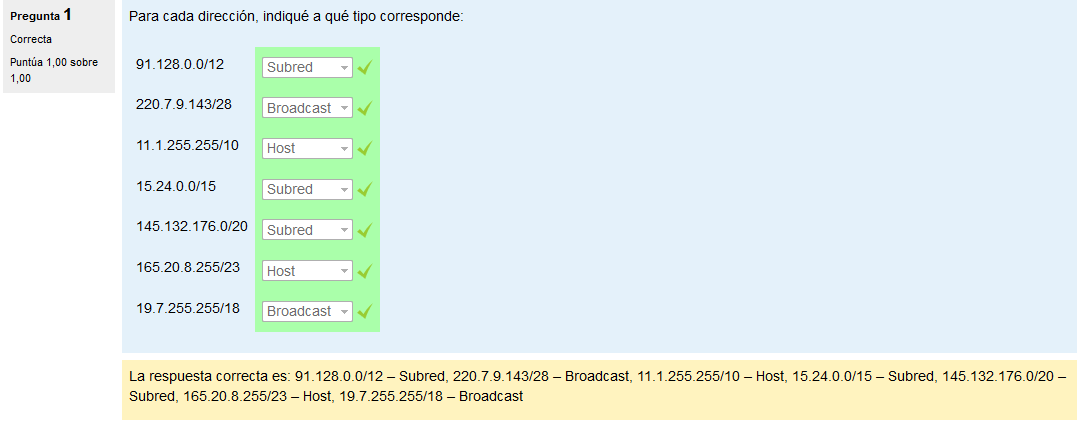 Pregunta 1
Correcta
Puntúa 1,00 sobre
1,00
Para cada dirección, indiqué a qué tipo corresponde:
91.128.0.0/12 Subred
220.7.9.143/28 Broadcast
11.1.255.255/10 Host
15.24.0.0/15 Subred
145.132.176.0/20 Subred
165.20.8.255/23 Host
19.7.255.255/18 Broadcast
La respuesta correcta es: 91.128.0.0/12 – Subred, 220.7.9.143/28 – Broadcast, 11.1.255.255/10 – Host, 15.24.0.0/15 – Subred, 145.132.176.0/20 –
Subred, 165.20.8.255/23 – Host, 19.7.255.255/18 – Broadcast